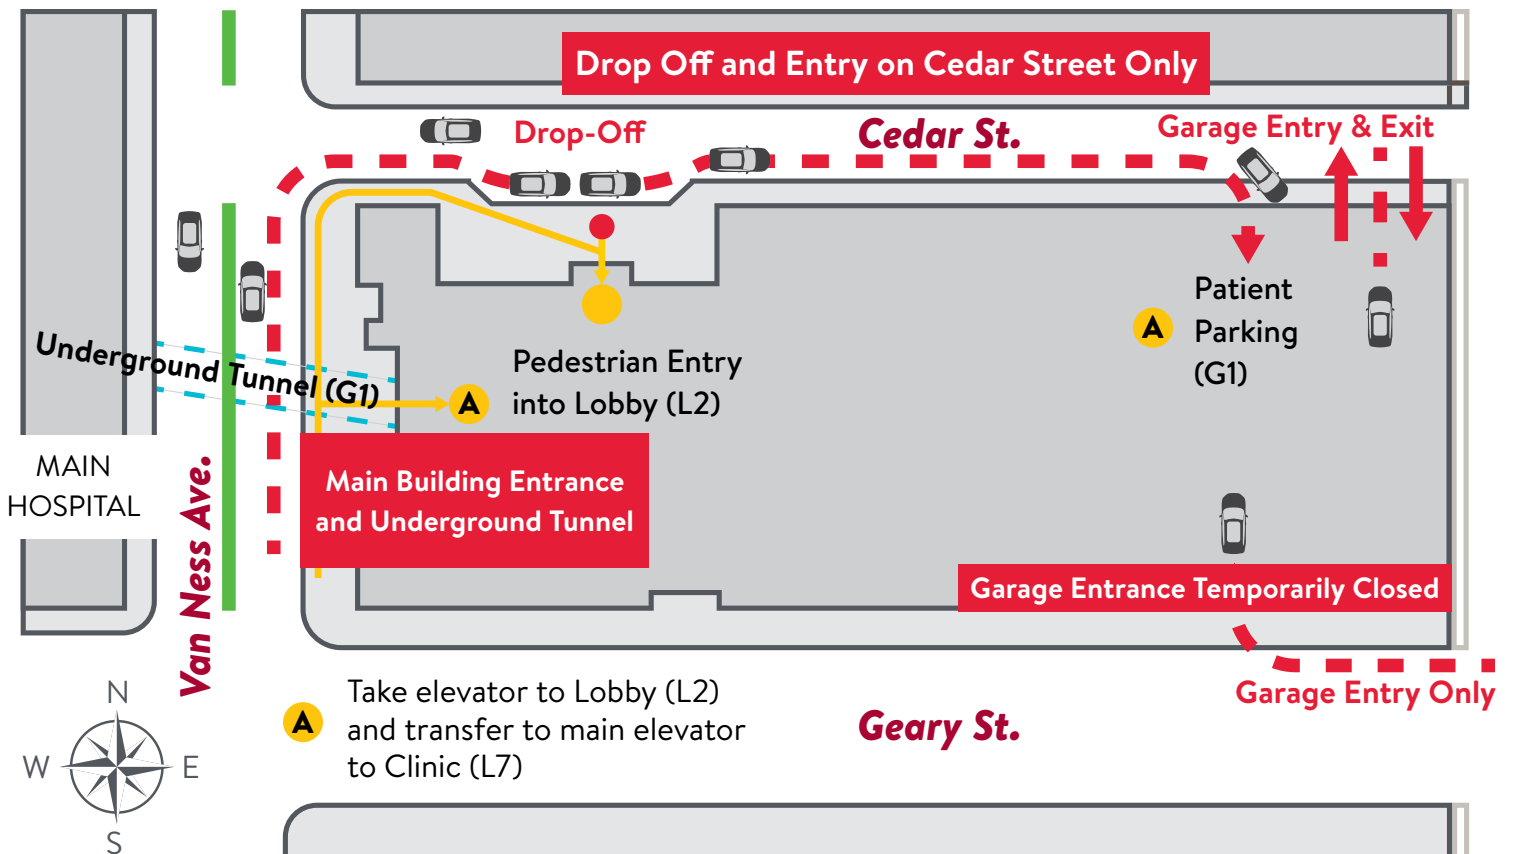 Drop Off and Entry on Cedar Street Only
Drop-Off
Cedar St.
Garage Entry & Exit
Patient
Parking
(G1)
A
Underground Tunnel (G1)
Pedestrian Entry
into Lobby (L2)
A
MAIN
HOSPITAL
Van Ness Ave.
Main Building Entrance
and Underground Tunnel
Garage Entrance Temporarily Closed
Garage Entry Only
Geary St.
A
Take elevator to Lobby (L2)
and transfer to main elevator
to Clinic (L7)
N
W
E
S